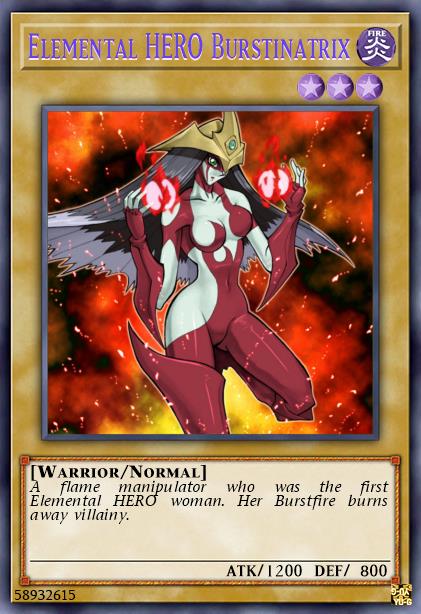 Elemental HERO Burstinatrix
FIRE
炎
[Warrior/Normal]
A flame manipulator who was the first
Elemental HERO woman. Her Burstfire burns
away villainy.
ATK/1200 DEF/ 800
58932615